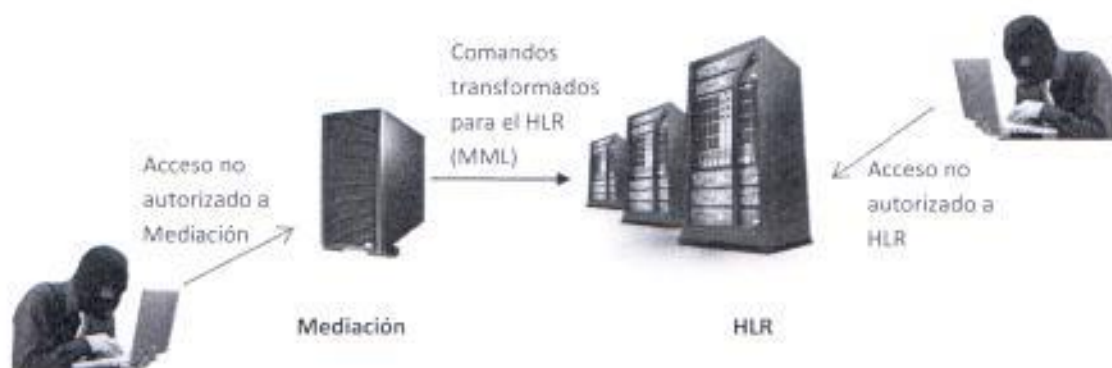 Comandos
transformados
para el HLR
(MML)
Acceso no
autorizado a
Mediación
Acceso no
autorizado a
HLR
Mediación
HLR